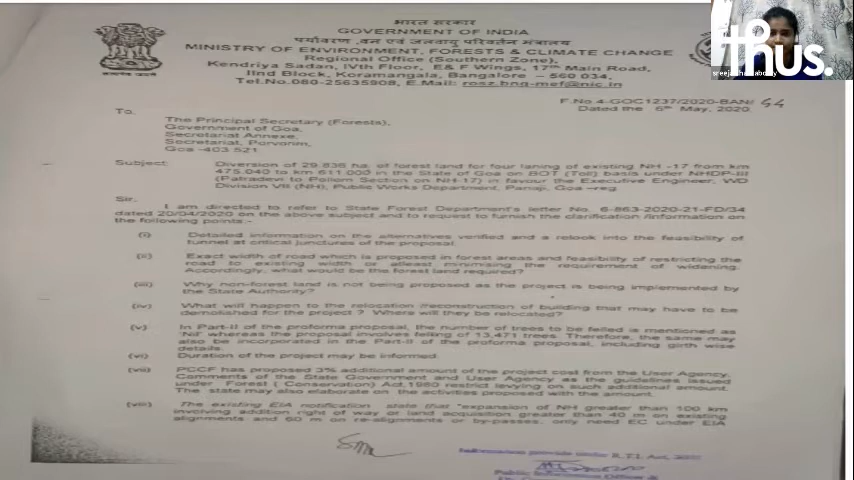 भारत सरकार
GOVERNMENT OF INDIA
पर्यावरण, वन एवं जलवायु परिवर्तन मंत्रालय
MINISTRY OF ENVIRONMENT, FORESTS & CLIMATE CHANGE
Regional Office (Southern Zone),
Kendriya Sadan, IVth Floor, E& F Wings, 17th Main Road,
IInd Block, Koramangala, Bangalore – 560 034,
Tel.No.080-25635908, E.Mail: rosz.bng-mef@nic.in
ithus.
F.No.4-GOC1237/2020-BAN/ 54
Dated the 6th May, 2020
To,
The Principal Secretary (Forests),
Government of Goa,
Secretariat Annexe,
Secretariat, Porvorim,
Goa -403 521
Subject: Diversion of 29.836 ha. of forest land for four laning of existing NH -17 from km
475.040 to km 611.000 in the State of Goa on BOT (Toll) basis under NHDP-III
(Patradevi to Pollem Section on NH-17) in favour the Executive Engineer, WD
Division VII (NH), Public Works Department, Panaji, Goa –reg.
Sir,
I am directed to refer to State Forest Department's letter No. 6-863-2020-21-FD/34
dated 20/04/2020 on the above subject and to request to furnish the clarification /information on
the following points:-
(i) Detailed information on the alternatives verified and a relook into the feasibility of
tunnel at critical junctures of the proposal.
(ii) Exact width of road which is proposed in forest areas and feasibility of restricting the
road to existing width or atleast minimising the requirement of widening.
Accordingly, what would be the forest land required?
(iii) Why non-forest land is not being proposed as the project is being implemented by
the State Authority?
(iv) What will happen to the relocation /reconstruction of building that may have to be
demolished for the project ? Where will they be relocated?
(v) In Part-II of the proforma proposal, the number of trees to be felled is mentioned as
'Nil' whereas the proposal involves felling of 13,471 trees. Therefore, the same may
also be incorporated in the Part-II of the proforma proposal, including girth wise
details.
(vi) Duration of the project may be informed.
(vii) PCCF has proposed 3% additional amount of the project cost from the User Agency.
Comments of the State Government and User Agency as the guidelines issued
under Forest ( Conservation) Act,1980 restrict levying on such additional amount.
The state may also elaborate on the activities proposed with the amount.
(viii) The existing EIA notification state that "expansion of NH greater than 100 km
involving addition right of way or land acquisition greater than 40 m on existing
alignments and 60 m on re-alignments or by-passes, only need EC under EIA
Information provide under R.T.I. Act,
Public Information Officer &